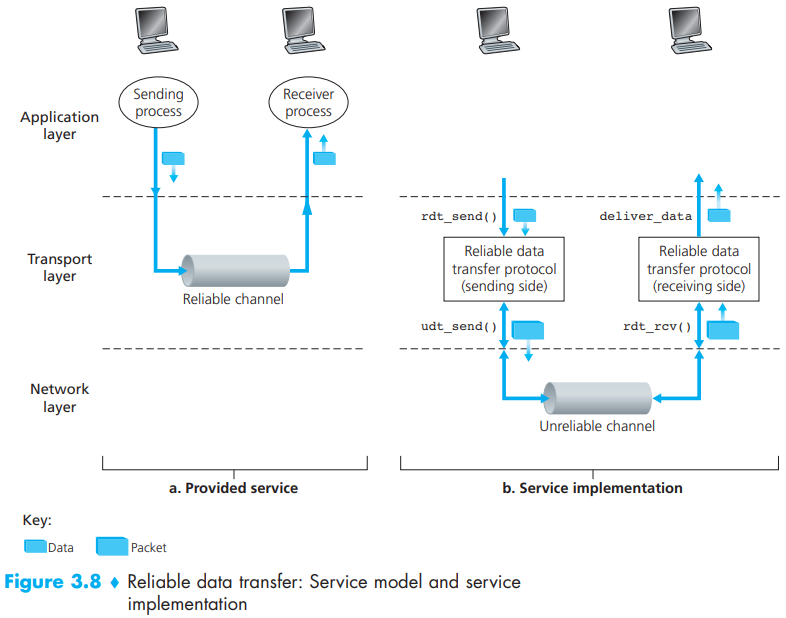 Sending
process
Receiver
process
Application
layer
Transport
layer
Reliable channel
Network
layer
a. Provided service
rdt_send()
deliver_data
Reliable data
transfer protocol
(sending side)
Reliable data
transfer protocol
(receiving side)
udt_send()
rdt_rcv()
Unreliable channel
b. Service implementation
Key:
Data
Packet
Figure 3.8 ♦ Reliable data transfer: Service model and service
implementation